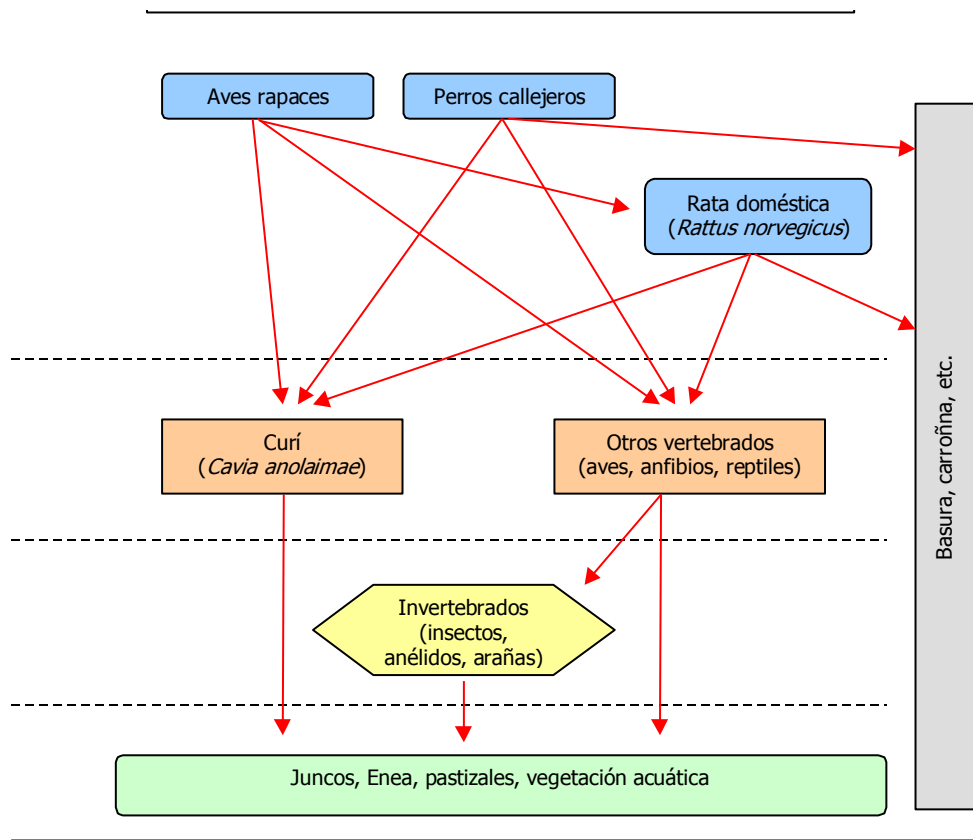 Aves rapaces
Perros callejeros
Rata doméstica
(Rattus norvegicus)
Curí
(Cavia anolaimae)
Otros vertebrados
(aves, anfibios, reptiles)
Invertebrados
(insectos,
anélidos, arañas)
Juncos, Enea, pastizales, vegetación acuática
Basura, carroñna, etc.